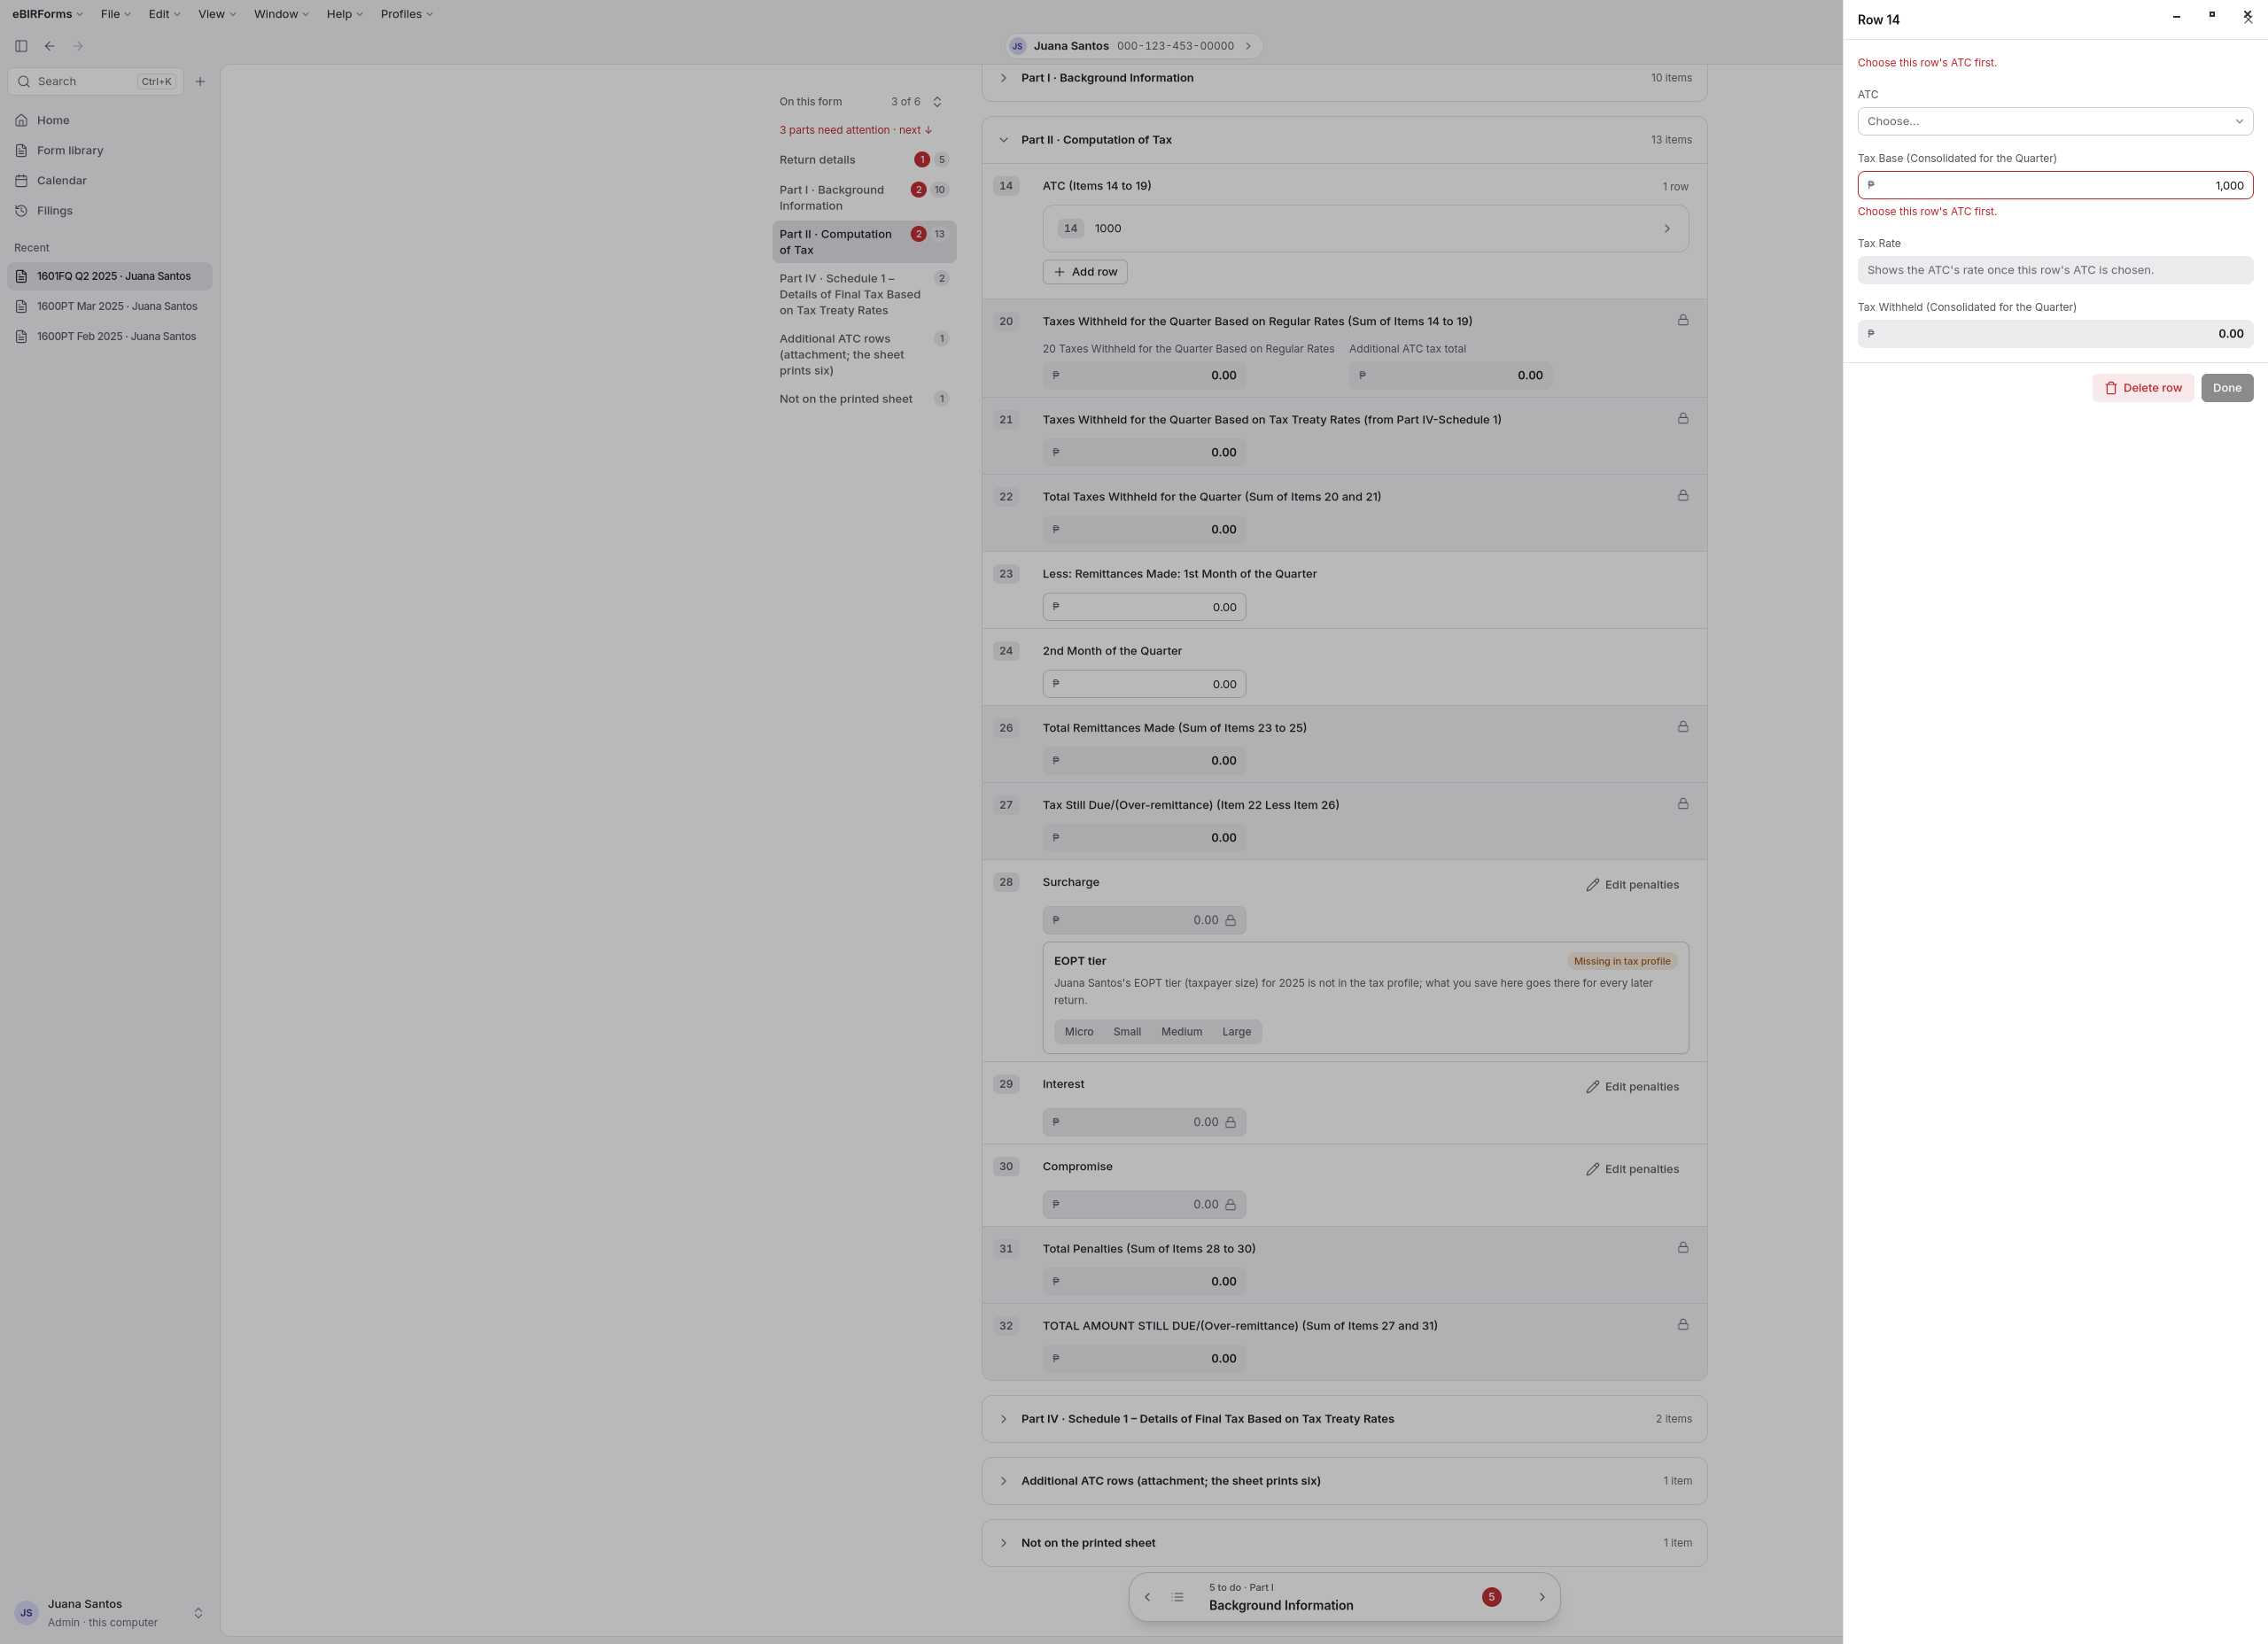 eBIRForms File Edit View Window Help Profiles
JS Juana Santos 000-123-453-00000
Search Ctrl+K
Home
Form library
Calendar
Filings
Recent
1601FQ Q2 2025 · Juana Santos
1600PT Mar 2025 · Juana Santos
1600PT Feb 2025 · Juana Santos
JS Juana Santos
Admin · this computer
On this form 3 of 6
3 parts need attention · next ↓
Return details 1 5
Part I · Background 2 10
Information
Part II · Computation 2 13
of Tax
Part IV · Schedule 1 – 2
Details of Final Tax Based
on Tax Treaty Rates
Additional ATC rows 1
(attachment; the sheet
prints six)
Not on the printed sheet 1
Part I · Background Information 10 items
Part II · Computation of Tax 13 items
14 ATC (Items 14 to 19) 1 row
14 1000
Add row
20 Taxes Withheld for the Quarter Based on Regular Rates (Sum of Items 14 to 19)
20 Taxes Withheld for the Quarter Based on Regular Rates Additional ATC tax total
₱ 0.00 ₱ 0.00
21 Taxes Withheld for the Quarter Based on Tax Treaty Rates (from Part IV-Schedule 1)
₱ 0.00
22 Total Taxes Withheld for the Quarter (Sum of Items 20 and 21)
₱ 0.00
23 Less: Remittances Made: 1st Month of the Quarter
₱ 0.00
24 2nd Month of the Quarter
₱ 0.00
26 Total Remittances Made (Sum of Items 23 to 25)
₱ 0.00
27 Tax Still Due/(Over-remittance) (Item 22 Less Item 26)
₱ 0.00
28 Surcharge Edit penalties
₱ 0.00
EOPT tier Missing in tax profile
Juana Santos's EOPT tier (taxpayer size) for 2025 is not in the tax profile; what you save here goes there for every later
return.
Micro Small Medium Large
29 Interest Edit penalties
₱ 0.00
30 Compromise Edit penalties
₱ 0.00
31 Total Penalties (Sum of Items 28 to 30)
₱ 0.00
32 TOTAL AMOUNT STILL DUE/(Over-remittance) (Sum of Items 27 and 31)
₱ 0.00
Part IV · Schedule 1 – Details of Final Tax Based on Tax Treaty Rates 2 items
Additional ATC rows (attachment; the sheet prints six) 1 item
Not on the printed sheet 1 item
5 to do · Part I
Background Information 5
Row 14
Choose this row's ATC first.
ATC
Choose...
Tax Base (Consolidated for the Quarter)
₱ 1,000
Choose this row's ATC first.
Tax Rate
Shows the ATC's rate once this row's ATC is chosen.
Tax Withheld (Consolidated for the Quarter)
₱ 0.00
Delete row Done